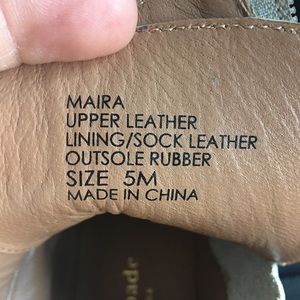 MAIRA
UPPER LEATHER
LINING/SOCK LEATHER
OUTSOLE RUBBER
SIZE 5M
MADE IN CHINA